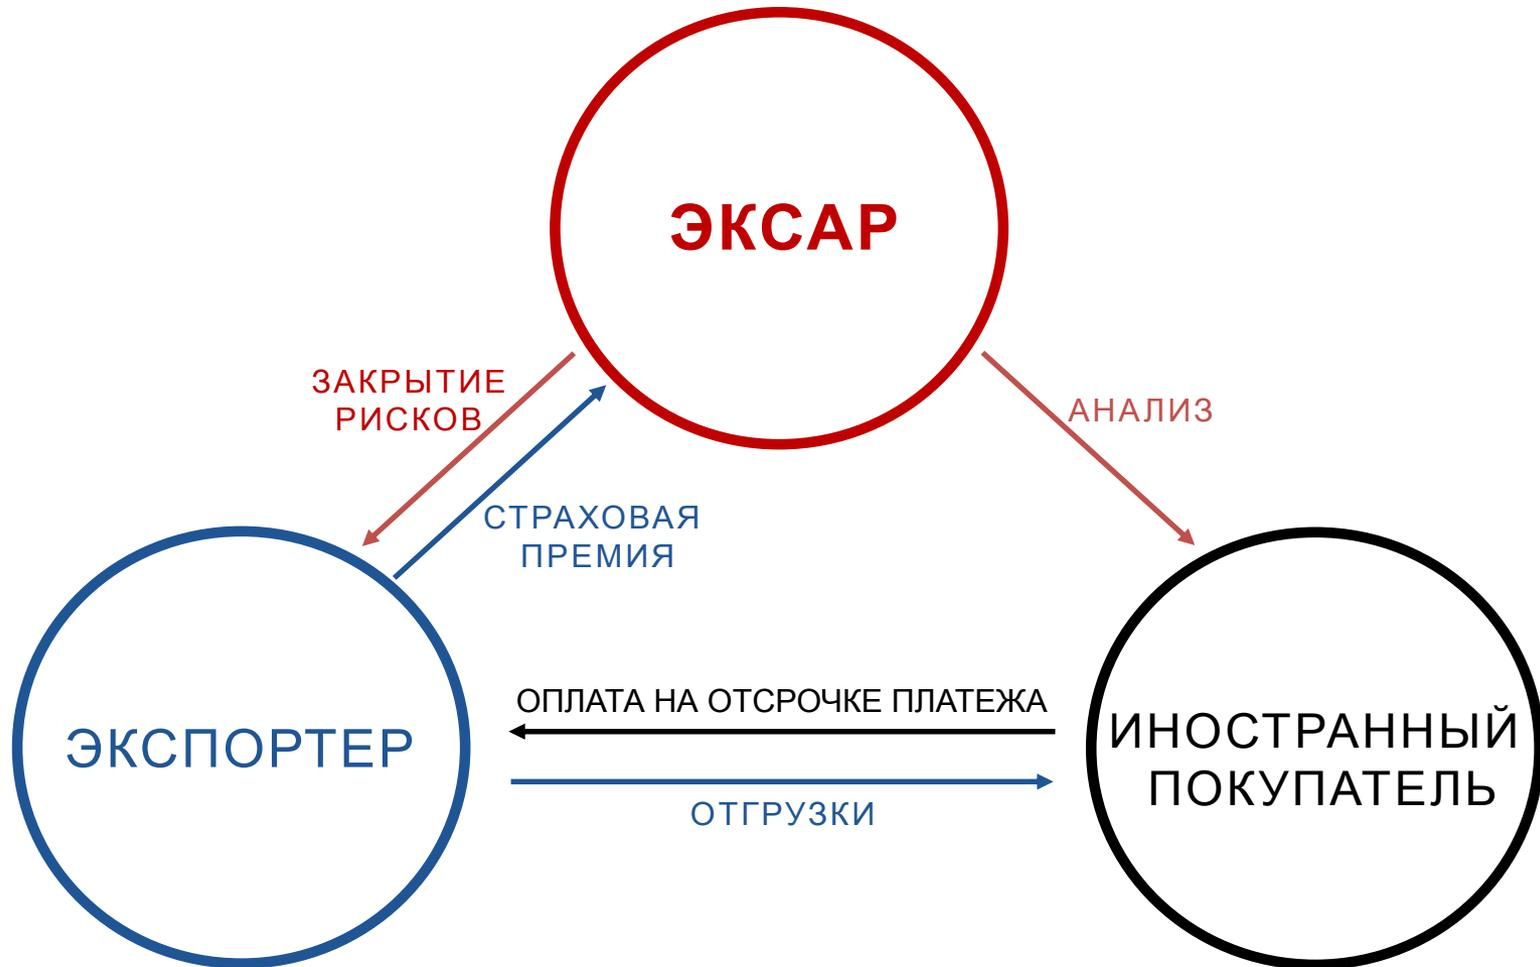 ЭКСАР
ЗАКРЫТИЕ
РИСКОВ
АНАЛИЗ
СТРАХОВАЯ
ПРЕМИЯ
ОПЛАТА НА ОТСРОЧКЕ ПЛАТЕЖА
ЭКСПОРТЕР
ИНОСТРАННЫЙ
ПОКУПАТЕЛЬ
ОТГРУЗКИ